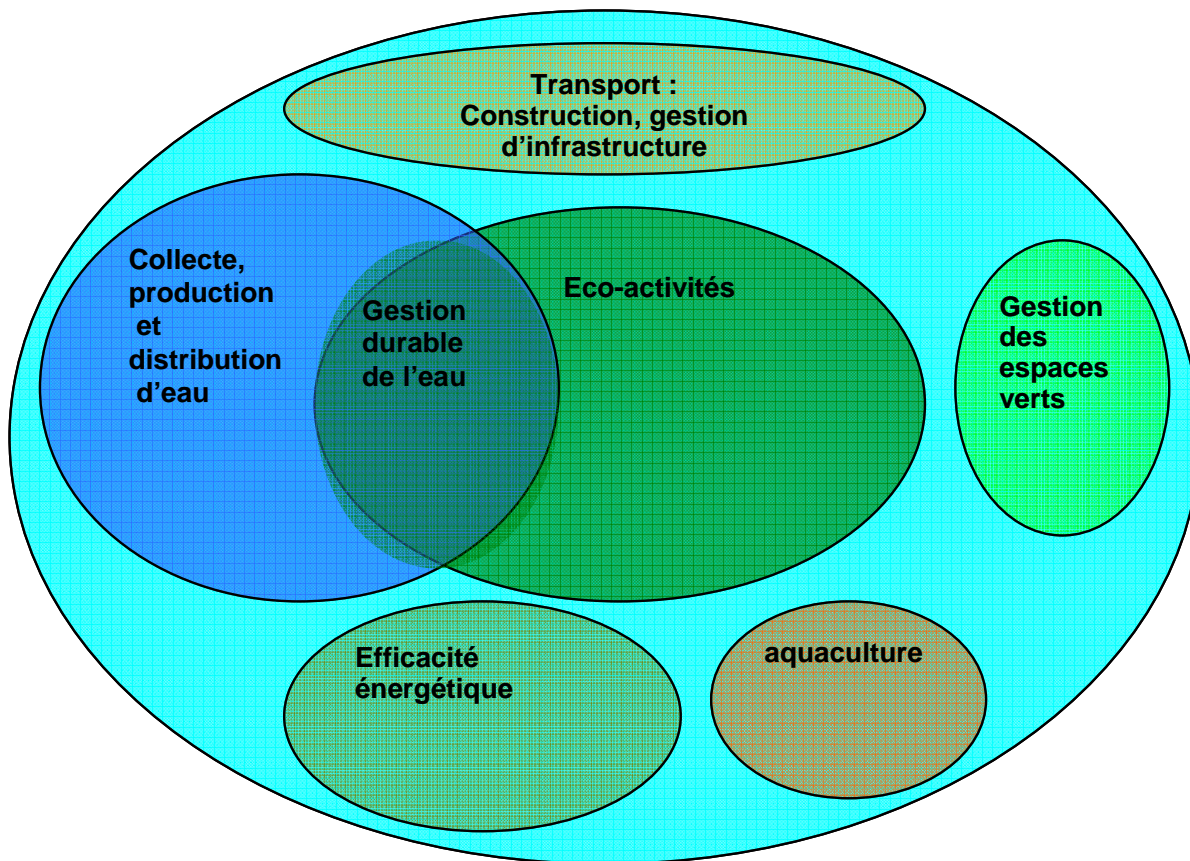 Transport :
Construction, gestion
d’infrastructure
Collecte,
production
et
distribution
d’eau
Gestion
durable
de l’eau
Eco-activités
Gestion
des
espaces
verts
Efficacité
énergétique
aquaculture